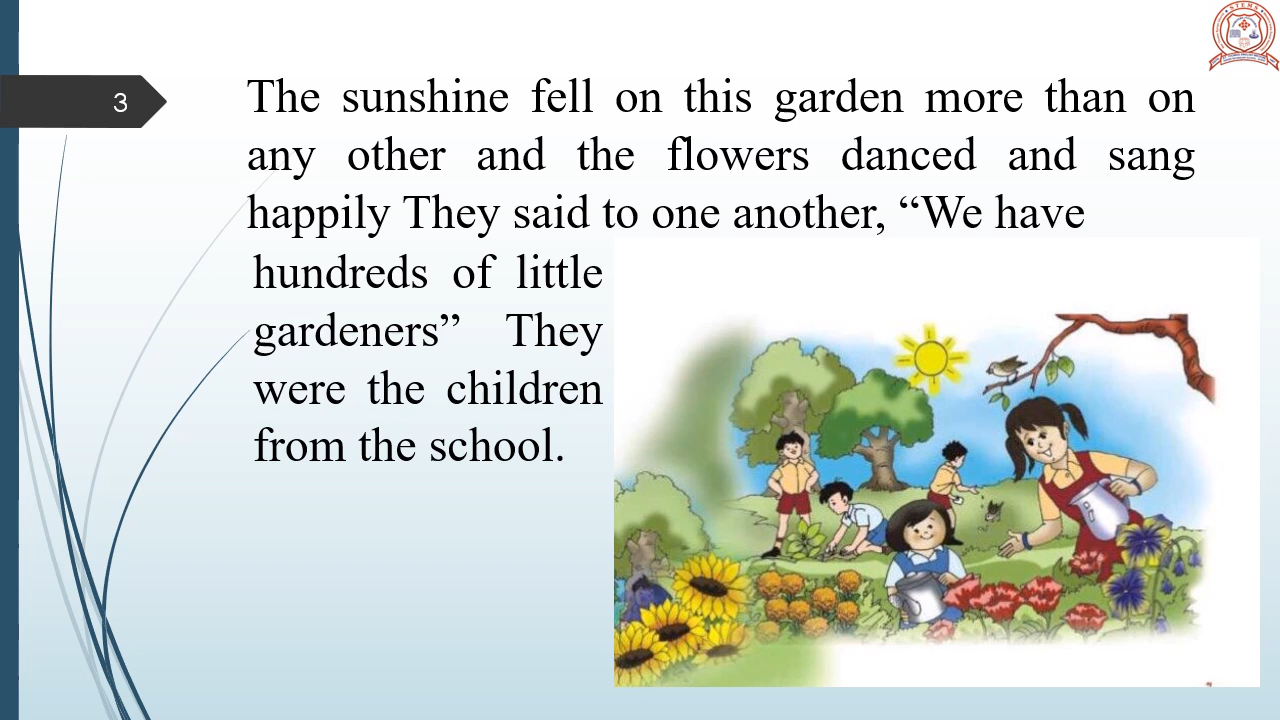 3
The sunshine fell on this garden more than on
any other and the flowers danced and sang
happily They said to one another, “We have
hundreds of little
gardeners” They
were the children
from the school.